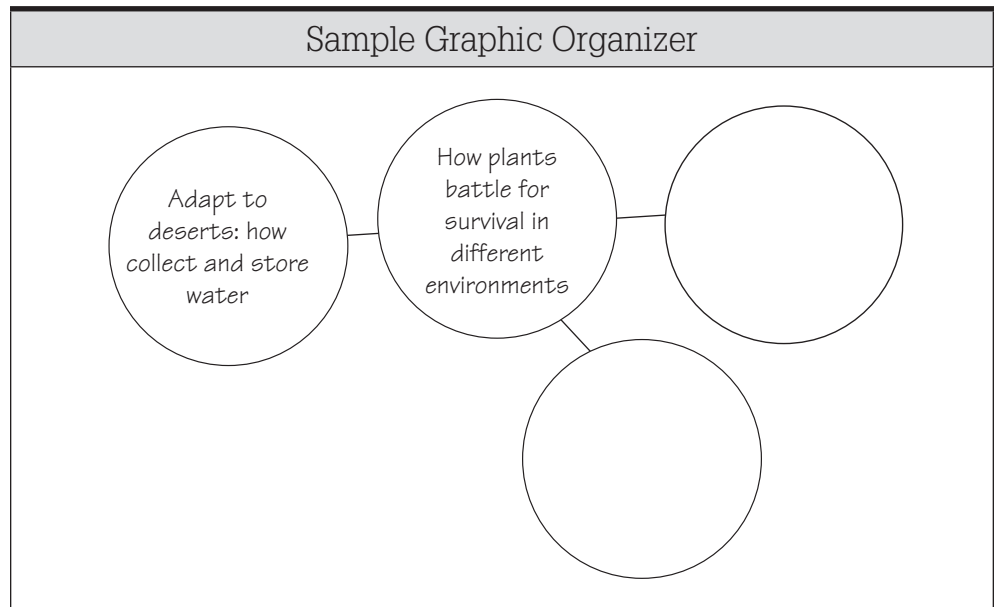 Sample Graphic Organizer
Adapt to
deserts: how
collect and store
water
How plants
battle for
survival in
different
environments